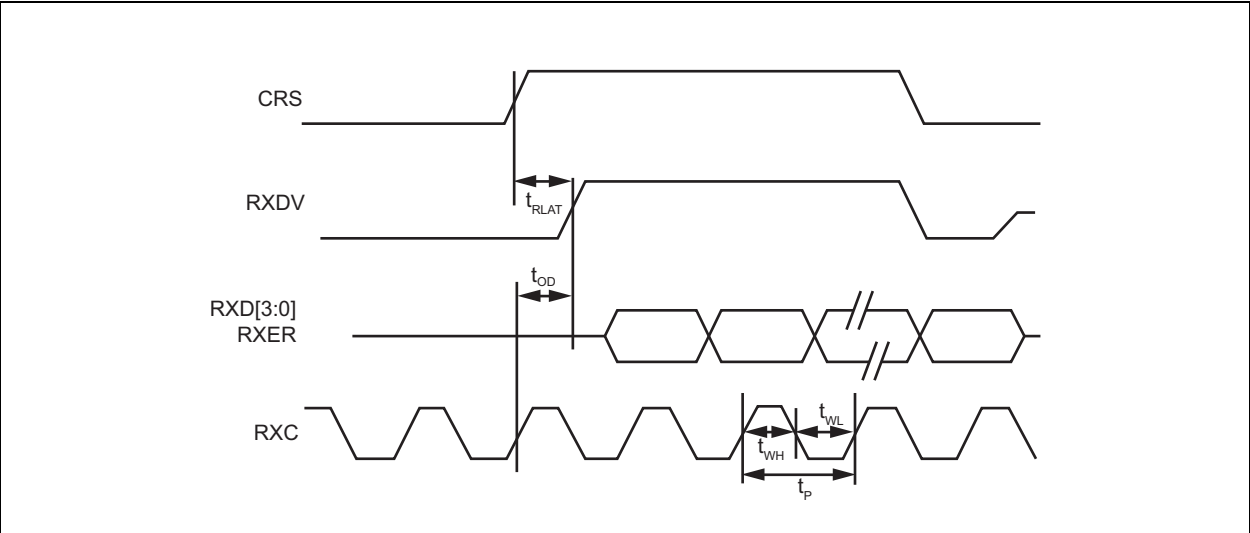 CRS
RXDV
tRLAT
tOD
RXD[3:0]
RXER
RXC
tWH
tWL
tP